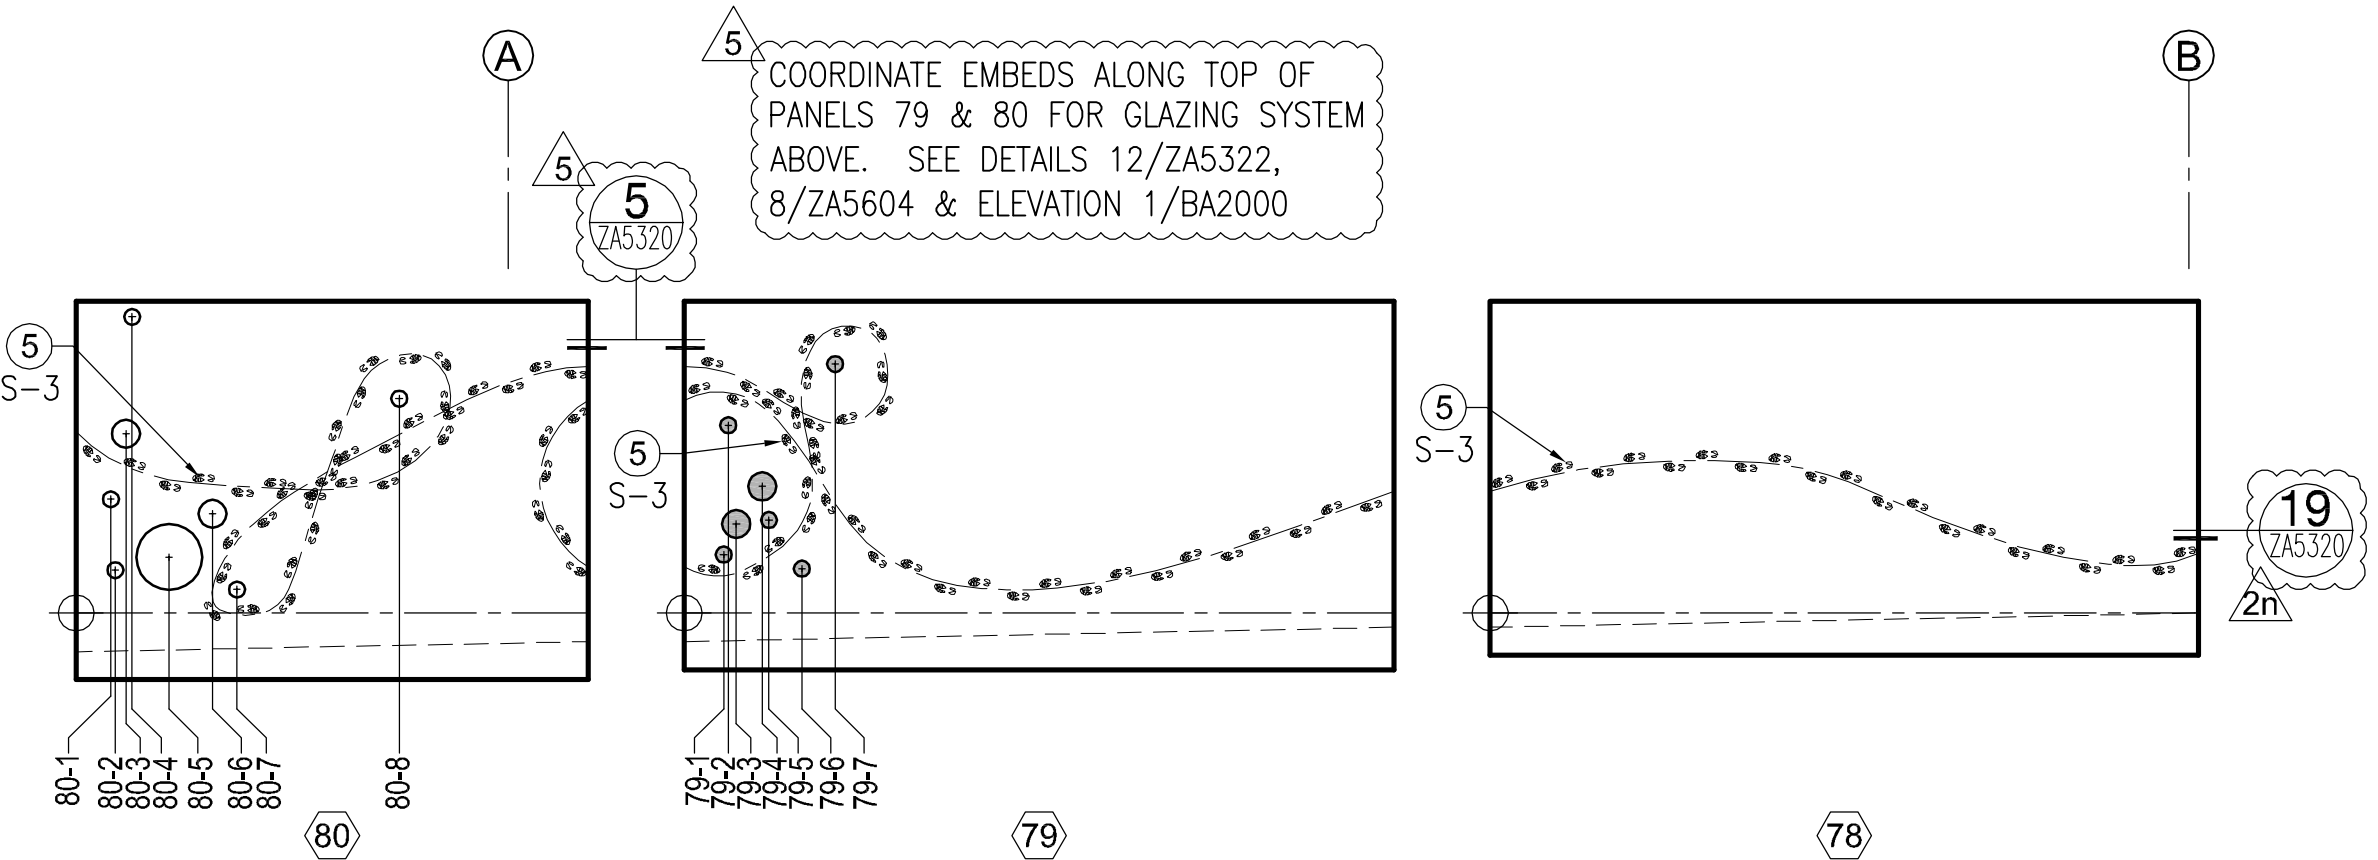 A
5
COORDINATE EMBEDS ALONG TOP OF
PANELS 79 & 80 FOR GLAZING SYSTEM
ABOVE. SEE DETAILS 12/ZA5322,
8/ZA5604 & ELEVATION 1/BA2000
B
5
5
ZA5320
5
S-3
5
S-3
5
S-3
19
ZA5320
2n
80-1
80-2
80-3
80-4
80-5
80-6
80-7
80-8
79-1
79-2
79-3
79-4
79-5
79-6
79-7
80
79
78